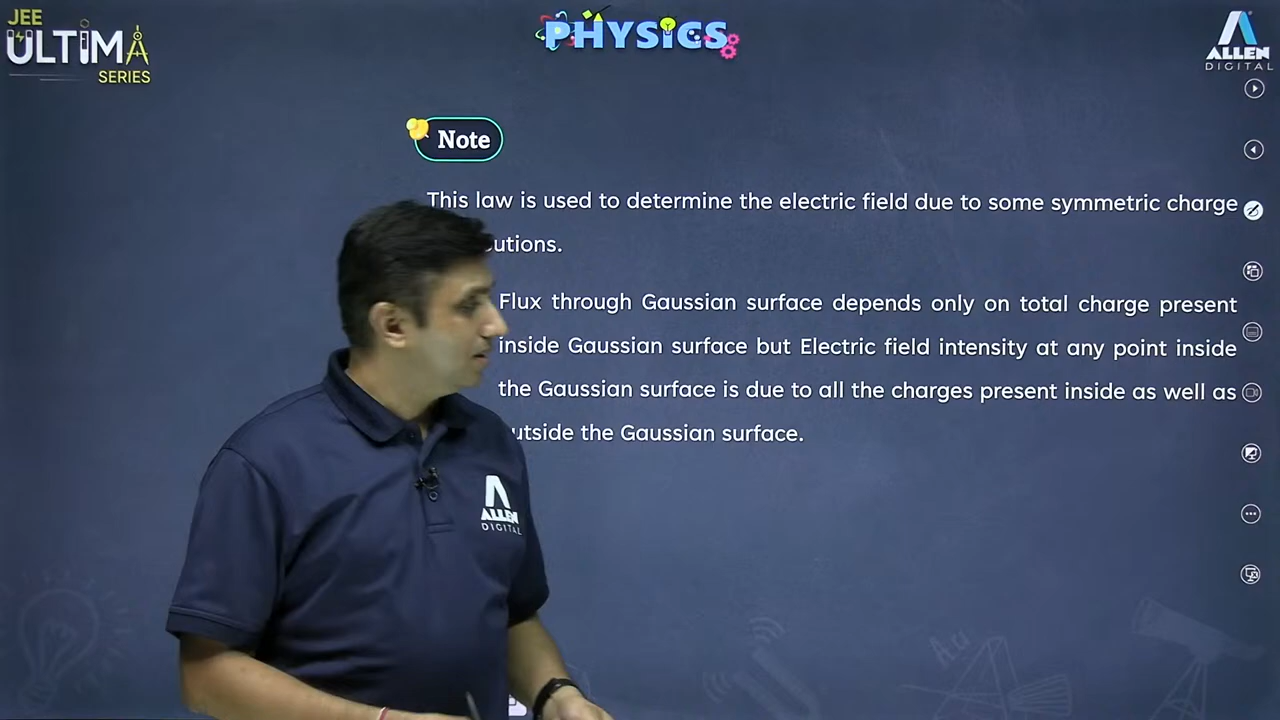 JEE
ULTIMA
SERIES
PHYSICS
ALLEN
DIGITAL
Note
This law is used to determine the electric field due to some symmetric charge
utions.
Flux through Gaussian surface depends only on total charge present
inside Gaussian surface but Electric field intensity at any point inside
the Gaussian surface is due to all the charges present inside as well as
utside the Gaussian surface.
ALLEN
DIGITAL
Au